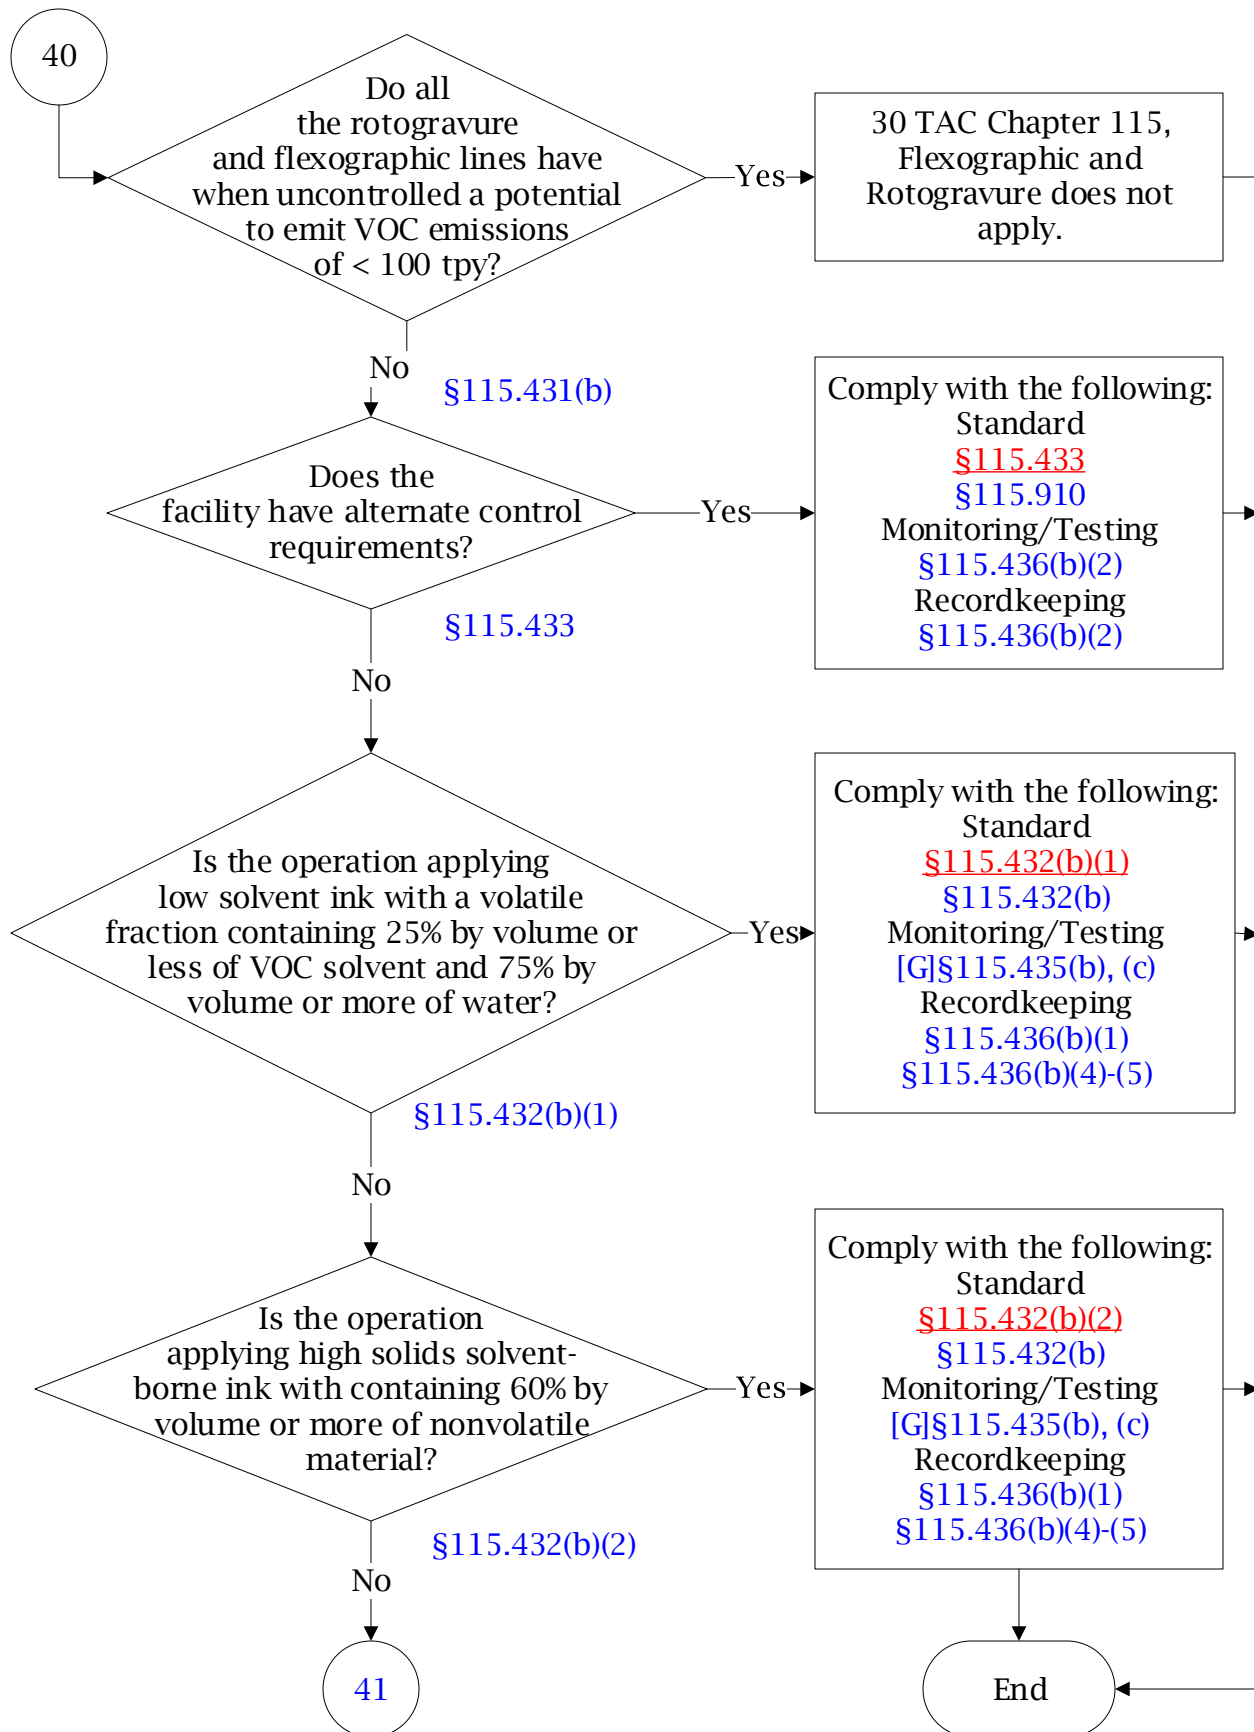 40
Do all
the rotogravure
and flexographic lines have
when uncontrolled a potential
to emit VOC emissions
of < 100 tpy?
Yes
30 TAC Chapter 115,
Flexographic and
Rotogravure does not
apply.
No
§115.431(b)
Does the
facility have alternate control
requirements?
Yes
Comply with the following:
Standard
§115.433
§115.910
Monitoring/Testing
§115.436(b)(2)
Recordkeeping
§115.436(b)(2)
§115.433
No
Is the operation applying
low solvent ink with a volatile
fraction containing 25% by volume or
less of VOC solvent and 75% by
volume or more of water?
Yes
Comply with the following:
Standard
§115.432(b)(1)
§115.432(b)
Monitoring/Testing
[G]§115.435(b), (c)
Recordkeeping
§115.436(b)(1)
§115.436(b)(4)-(5)
§115.432(b)(1)
No
Is the operation
applying high solids solvent-
borne ink with containing 60% by
volume or more of nonvolatile
material?
Yes
Comply with the following:
Standard
§115.432(b)(2)
§115.432(b)
Monitoring/Testing
[G]§115.435(b), (c)
Recordkeeping
§115.436(b)(1)
§115.436(b)(4)-(5)
§115.432(b)(2)
No
41
End